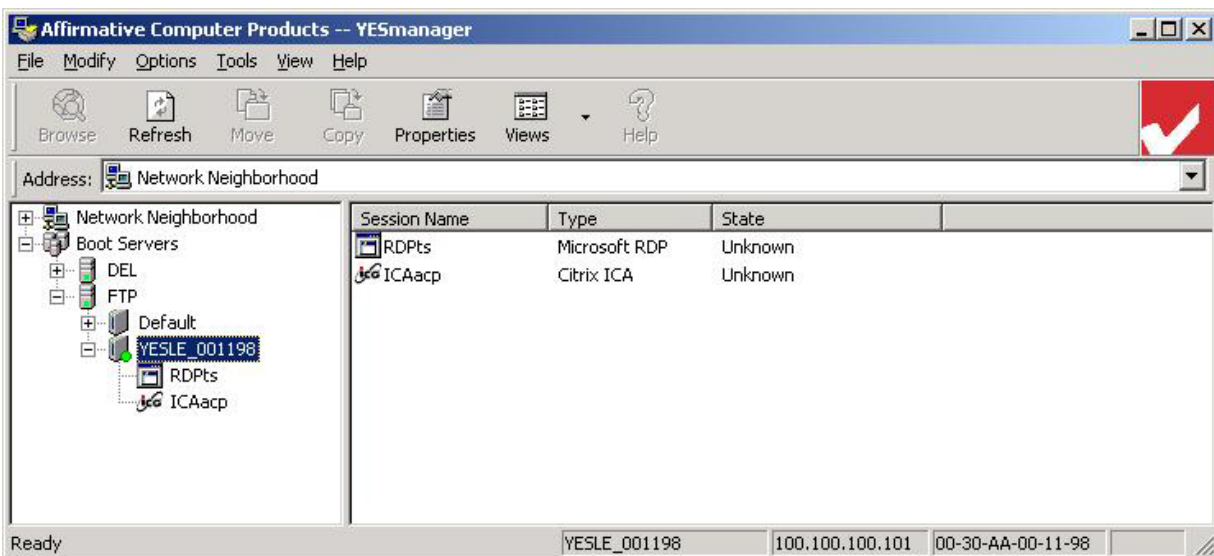 Affirmative Computer Products -- YESmanager
File Modify Options Tools View Help
Browse Refresh Move Copy Properties Views Help
Address: Network Neighborhood
Network Neighborhood
Boot Servers
DEL
FTP
Default
YESLE_001198
RDPts
ICAacp
Session Name Type State
RDPts Microsoft RDP Unknown
ICAacp Citrix ICA Unknown
Ready YESLE_001198 100.100.100.101 00-30-AA-00-11-98